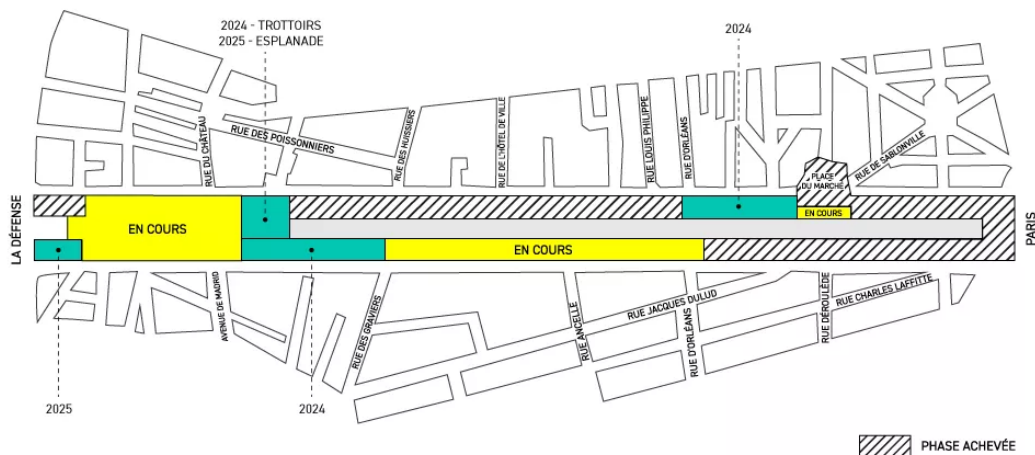 2024 - TROTTOIRS
2025 - ESPLANADE
2024
RUE DU CHÂTEAU
RUE DES POISSONNIERS
RUE DES HUISSIERS
RUE DE L'HÔTEL DE VILLE
RUE LOUIS PHILIPPE
RUE D'ORLÉANS
PLACE
DU MARCHÉ
RUE DE SABLONVILLE
LA DÉFENSE
EN COURS
EN COURS
EN COURS
PARIS
AVENUE DE MADRID
RUE DES GRAVIERS
RUE ANCELLE
RUE JACQUES DULUD
RUE D'ORLÉANS
RUE DÉROULÈDE
RUE CHARLES LAFFITTE
2025
2024
PHASE ACHEVÉE